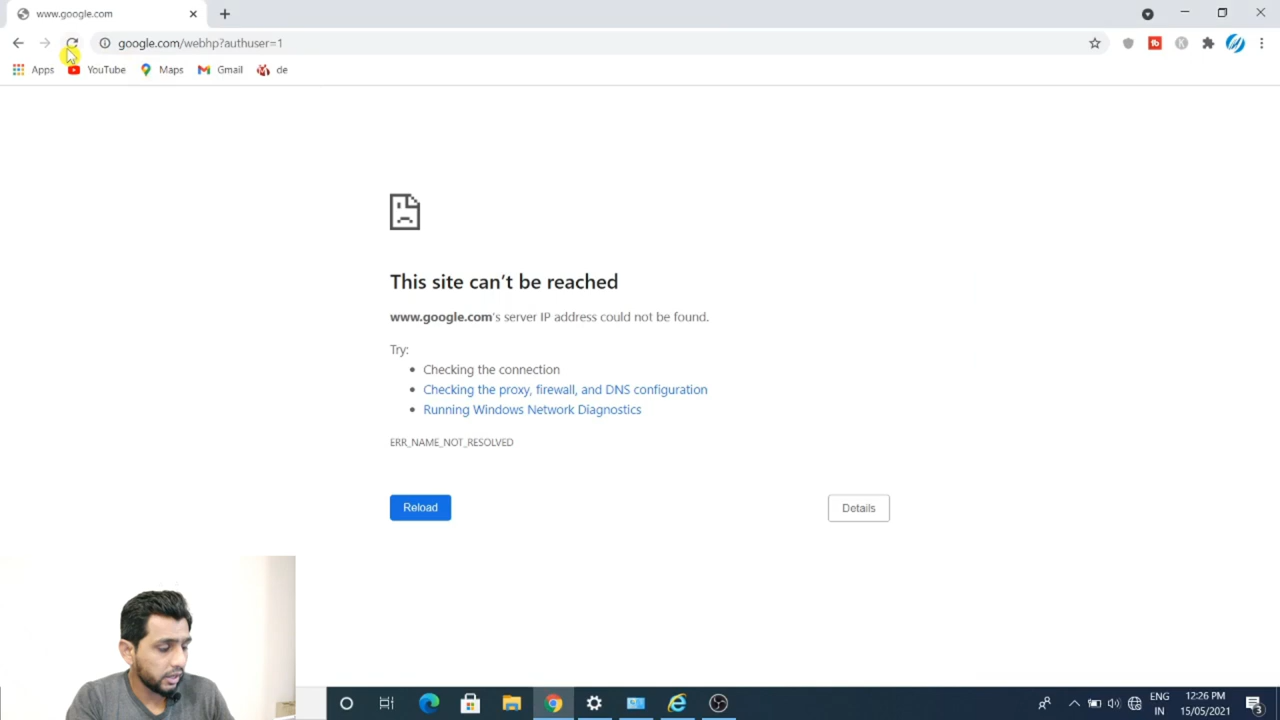 www.google.com
google.com/webhp?authuser=1
Apps YouTube Maps Gmail de
This site can't be reached
www.google.com's server IP address could not be found.
Try:
Checking the connection
Checking the proxy, firewall, and DNS configuration
Running Windows Network Diagnostics
ERR_NAME_NOT_RESOLVED
Reload
Details
ENG
IN
12:26 PM
15/05/2021
3